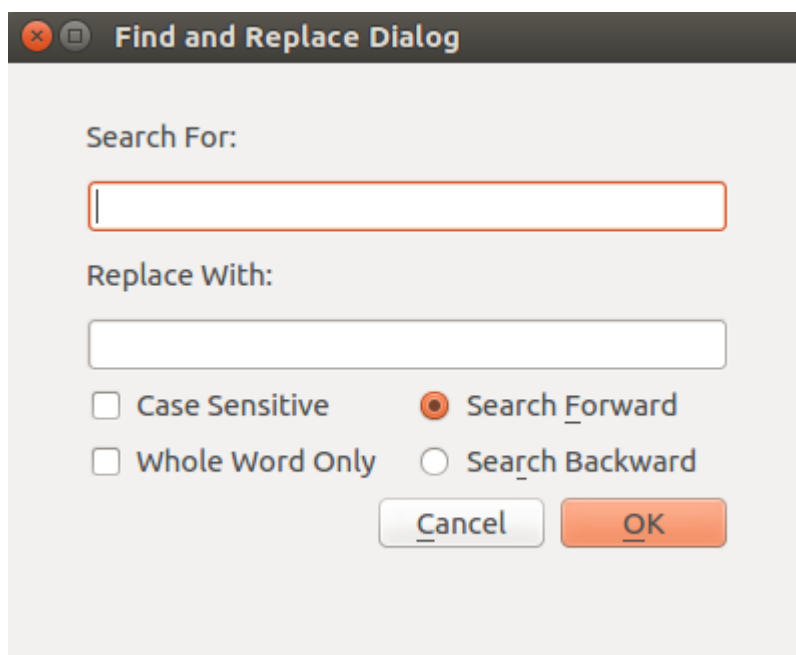 Find and Replace Dialog
Search For:
Replace With:
Case Sensitive
Search Forward
Whole Word Only
Search Backward
Cancel
OK